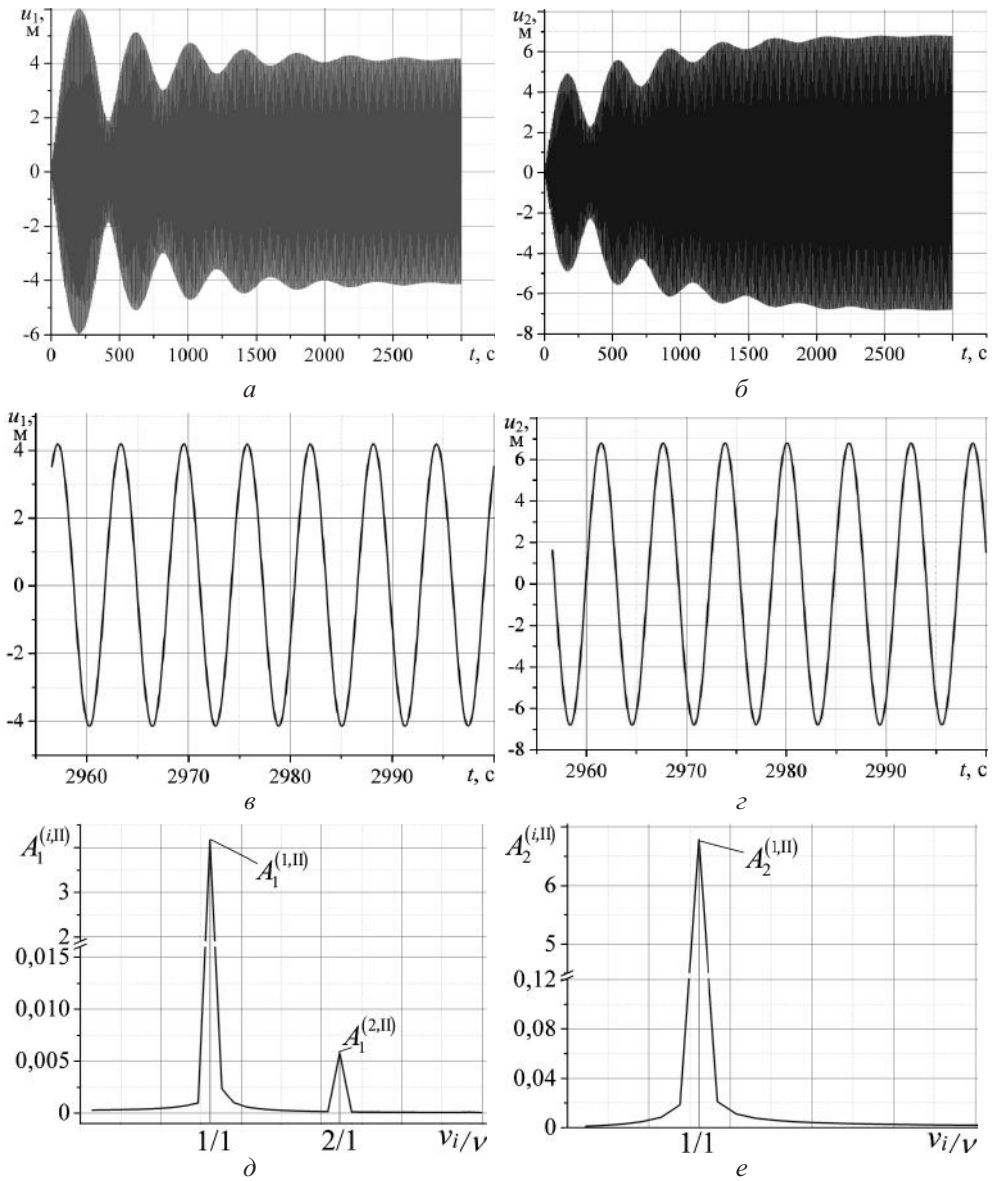 u₁, м
4
2
0
-2
-4
-6
0 500 1000 1500 2000 2500
t, с
а
u₂, м
6
4
2
0
-2
-4
-6
-8
0 500 1000 1500 2000 2500
t, с
б
u₁, м
4
2
0
-2
-4
2960 2970 2980 2990
t, с
в
u₂, м
8
6
4
2
0
-2
-4
-6
-8
2960 2970 2980 2990
t, с
г
A₁^(i,II)
A₁^(1,II)
3
2
0,015
0,010
A₁^(2,II)
0,005
0
1/1 2/1 νᵢ/ν
д
A₂^(i,II)
A₂^(1,II)
6
5
0,12
0,08
0,04
0
1/1 νᵢ/ν
е